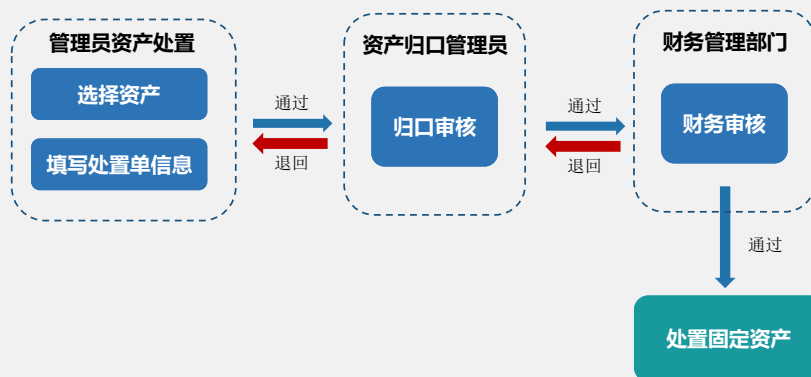 管理员资产处置
选择资产
填写处置单信息
通过
退回
资产归口管理员
归口审核
通过
退回
财务管理部门
财务审核
通过
处置固定资产